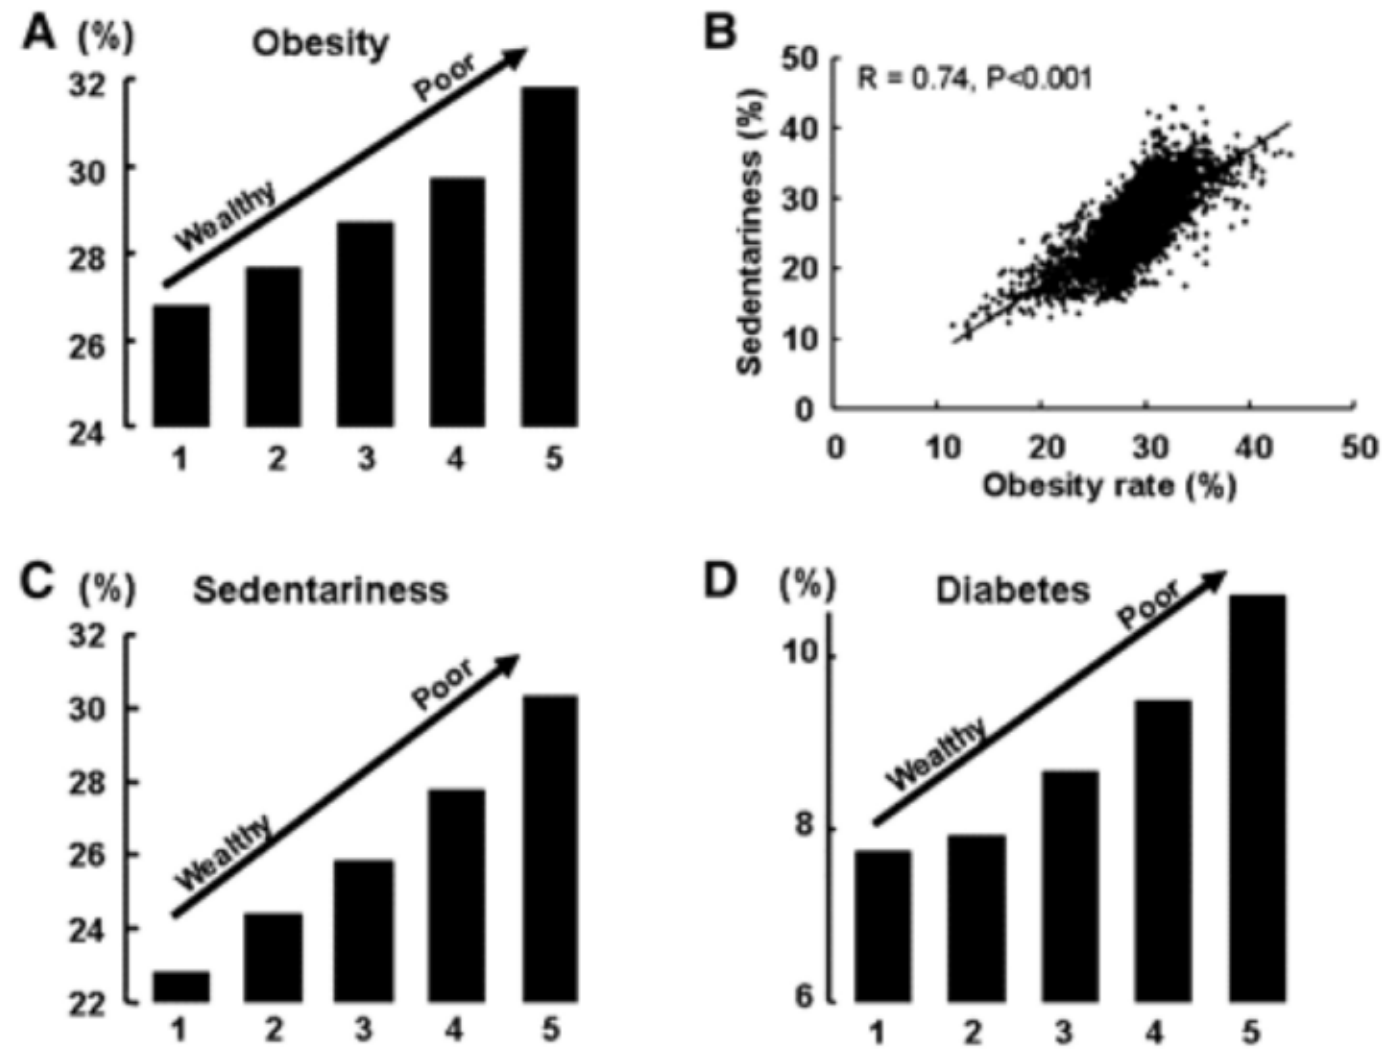 A (%) Obesity
32
30
28
26
24
Wealthy
Poor
1 2 3 4 5
B
R = 0.74, P<0.001
Sedentariness (%)
50
40
30
20
10
0
0 10 20 30 40 50
Obesity rate (%)
C (%) Sedentariness
32
30
28
26
24
22
Wealthy
Poor
1 2 3 4 5
D (%) Diabetes
10
8
6
Wealthy
Poor
1 2 3 4 5